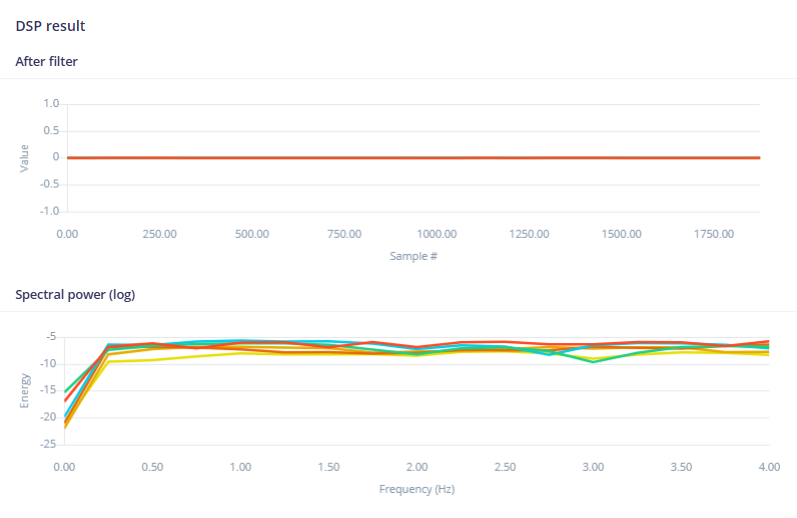 DSP result
After filter
1.0
0.5
0
-0.5
-1.0
Value
0.00 250.00 500.00 750.00 1000.00 1250.00 1500.00 1750.00
Sample #
Spectral power (log)
-5
-10
-15
-20
-25
Energy
0.00 0.50 1.00 1.50 2.00 2.50 3.00 3.50 4.00
Frequency (Hz)